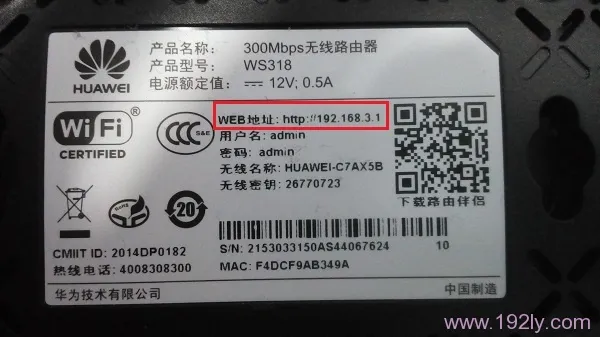 HUAWEI
产品名称: 300Mbps无线路由器
产品型号: WS318
电源额定值: ⎓ 12V; 0.5A
WiFi
CERTIFIED
CCC
S&E
WEB地址: http://192.168.3.1
用户名: admin
密码: admin
无线名称: HUAWEI-C7AX5B
无线密钥: 26770723
下载路由伴侣
20
CMIIT ID: 2014DP0182
热线电话: 4008308300
S/N: 2153033150AS44067624
10
MAC: F4DCF9AB349A
华为技术有限公司
中国制造
www.192ly.com